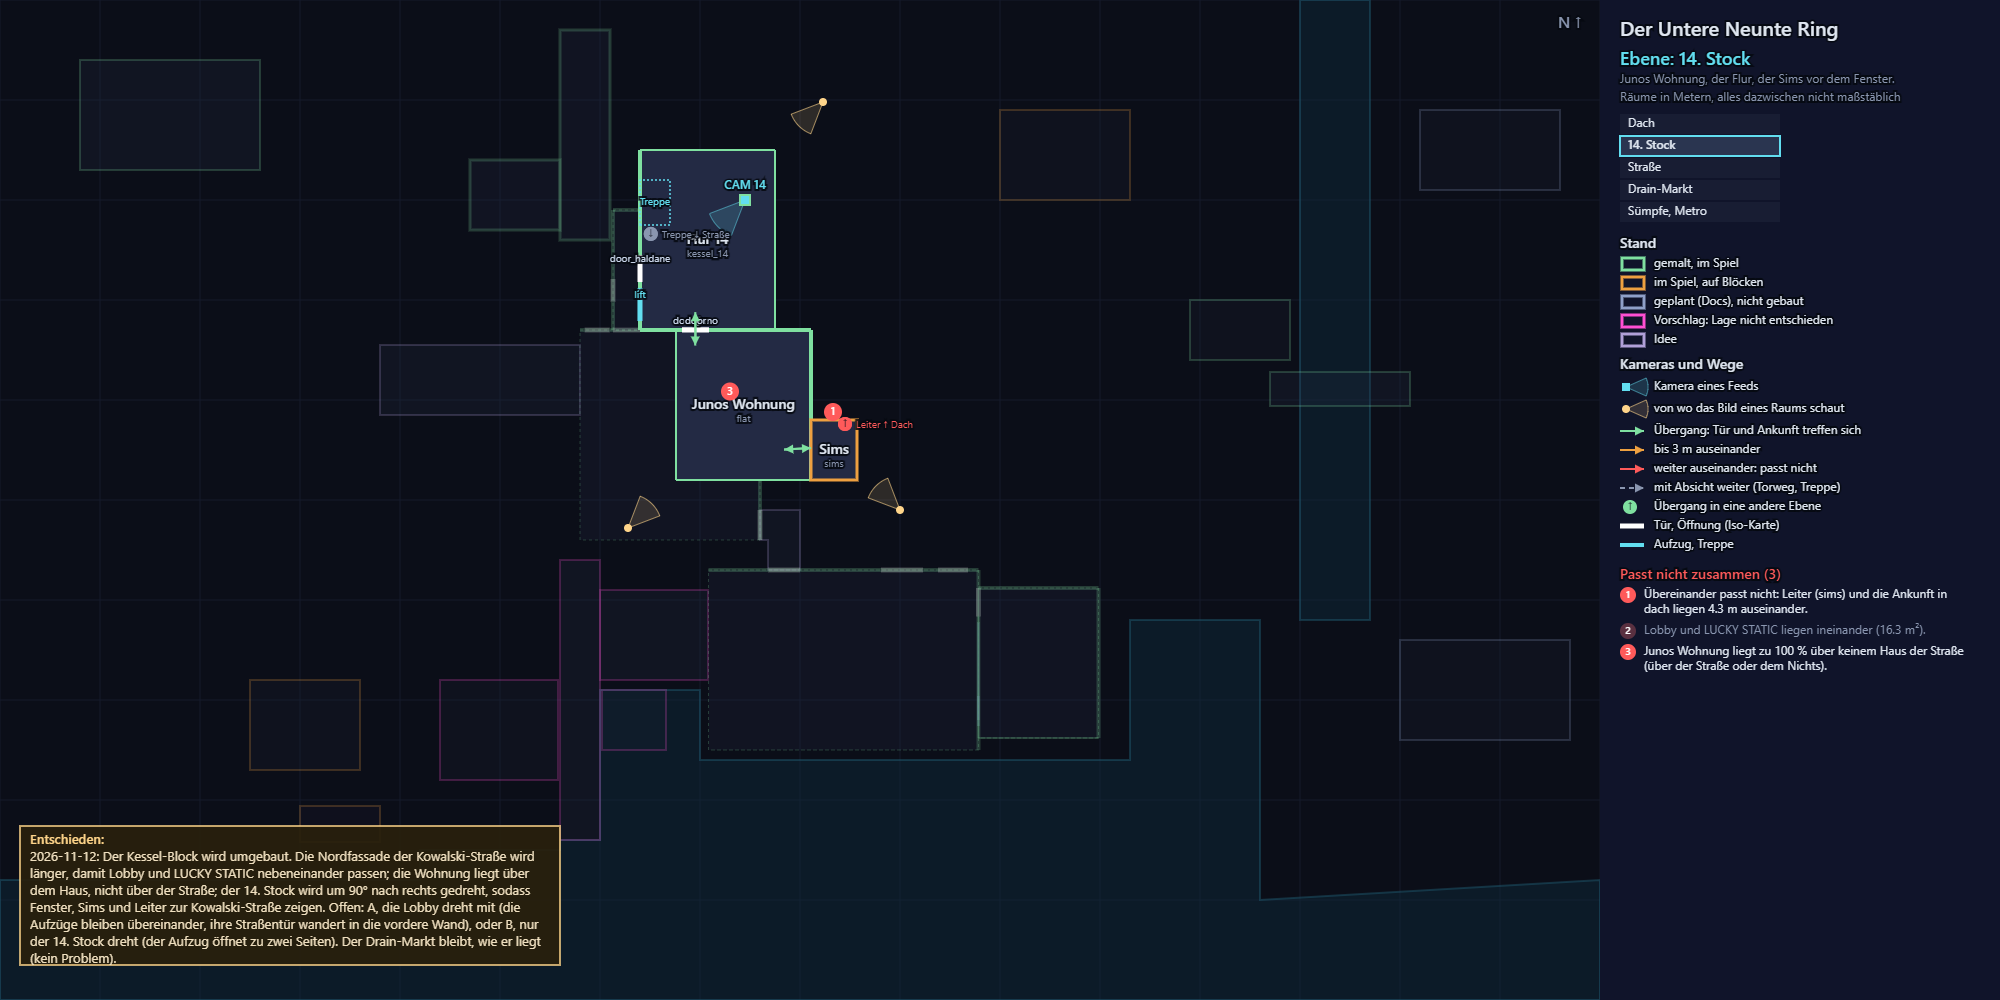 N ↑
CAM 14
Treppe
↓ Treppe ↓ Straße
Flur 14
kessel_14
door_haldane
lift
3
Junos Wohnung
flat
1
↑ Leiter ↑ Dach
Sims
sims
Entschieden:
2026-11-12: Der Kessel-Block wird umgebaut. Die Nordfassade der Kowalski-Straße wird
länger, damit Lobby und LUCKY STATIC nebeneinander passen; die Wohnung liegt über
dem Haus, nicht über der Straße; der 14. Stock wird um 90° nach rechts gedreht, sodass
Fenster, Sims und Leiter zur Kowalski-Straße zeigen. Offen: A, die Lobby dreht mit (die
Aufzüge bleiben übereinander, ihre Straßentür wandert in die vordere Wand), oder B, nur
der 14. Stock dreht (der Aufzug öffnet zu zwei Seiten). Der Drain-Markt bleibt, wie er liegt
(kein Problem).
Der Untere Neunte Ring
Ebene: 14. Stock
Junos Wohnung, der Flur, der Sims vor dem Fenster.
Räume in Metern, alles dazwischen nicht maßstäblich
Dach
14. Stock
Straße
Drain-Markt
Sümpfe, Metro
Stand
gemalt, im Spiel
im Spiel, auf Blöcken
geplant (Docs), nicht gebaut
Vorschlag: Lage nicht entschieden
Idee
Kameras und Wege
Kamera eines Feeds
von wo das Bild eines Raums schaut
Übergang: Tür und Ankunft treffen sich
bis 3 m auseinander
weiter auseinander: passt nicht
mit Absicht weiter (Torweg, Treppe)
↑ Übergang in eine andere Ebene
Tür, Öffnung (Iso-Karte)
Aufzug, Treppe
Passt nicht zusammen (3)
1 Übereinander passt nicht: Leiter (sims) und die Ankunft in
dach liegen 4.3 m auseinander.
2 Lobby und LUCKY STATIC liegen ineinander (16.3 m²).
3 Junos Wohnung liegt zu 100 % über keinem Haus der Straße
(über der Straße oder dem Nichts).